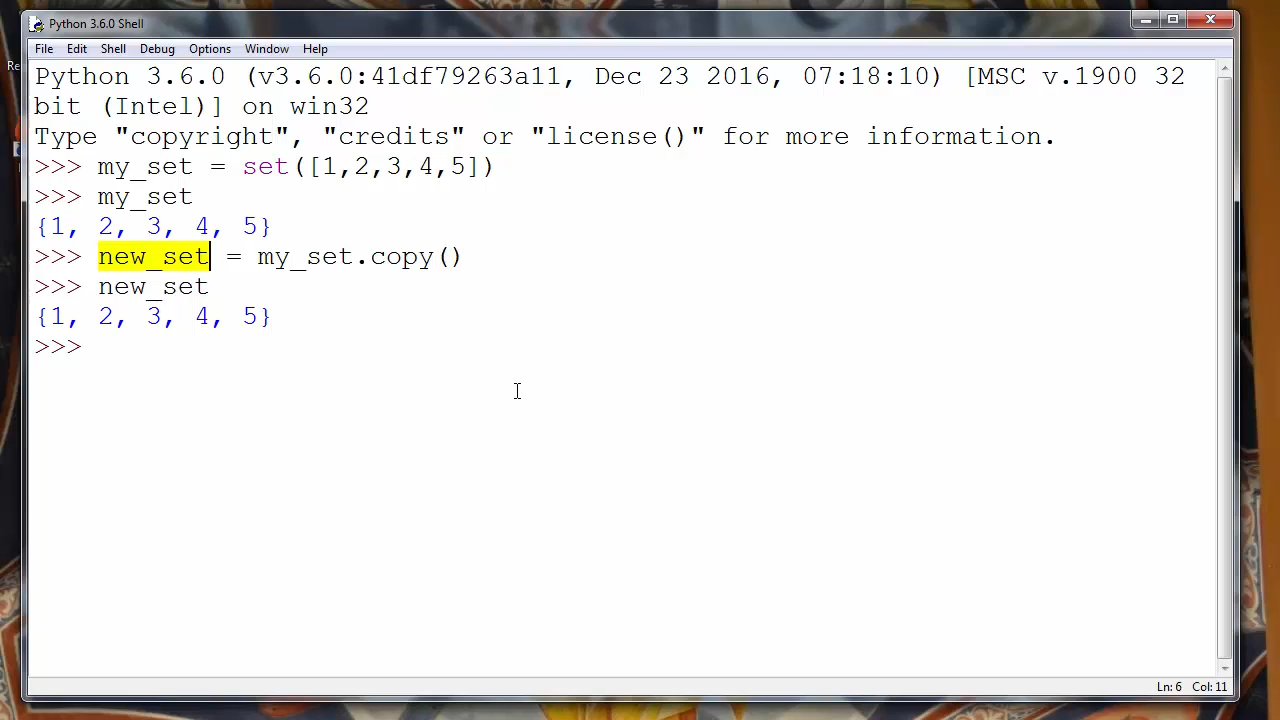 Python 3.6.0 Shell
File Edit Shell Debug Options Window Help
Re
Python 3.6.0 (v3.6.0:41df79263a11, Dec 23 2016, 07:18:10) [MSC v.1900 32
bit (Intel)] on win32
Type "copyright", "credits" or "license()" for more information.
>>> my_set = set([1,2,3,4,5])
>>> my_set
{1, 2, 3, 4, 5}
>>> new_set = my_set.copy()
>>> new_set
{1, 2, 3, 4, 5}
>>>
Ln: 6 Col: 11